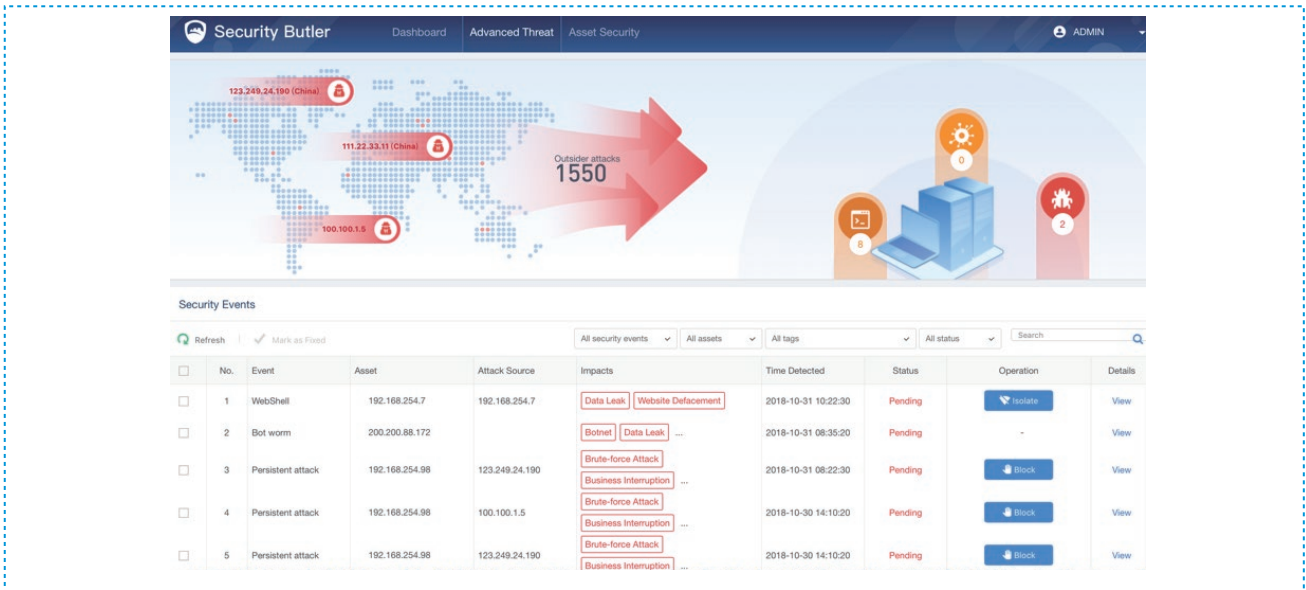 Security Butler Dashboard Advanced Threat Asset Security ADMIN
123.249.24.190 (China)
111.22.33.11 (China)
Outsider attacks
1550
0
2
100.100.1.5
8
Security Events
Refresh Mark as Fixed All security events All assets All tags All status Search
No. Event Asset Attack Source Impacts Time Detected Status Operation Details
1 WebShell 192.168.254.7 192.168.254.7 Data Leak Website Defacement 2018-10-31 10:22:30 Pending Isolate View
2 Bot worm 200.200.88.172 Botnet Data Leak ... 2018-10-31 08:35:20 Pending - View
3 Persistent attack 192.168.254.98 123.249.24.190 Brute-force Attack Business Interruption ... 2018-10-31 08:22:30 Pending Block View
4 Persistent attack 192.168.254.98 100.100.1.5 Brute-force Attack Business Interruption ... 2018-10-30 14:10:20 Pending Block View
5 Persistent attack 192.168.254.98 123.249.24.190 Brute-force Attack Business Interruption ... 2018-10-30 14:10:20 Pending Block View